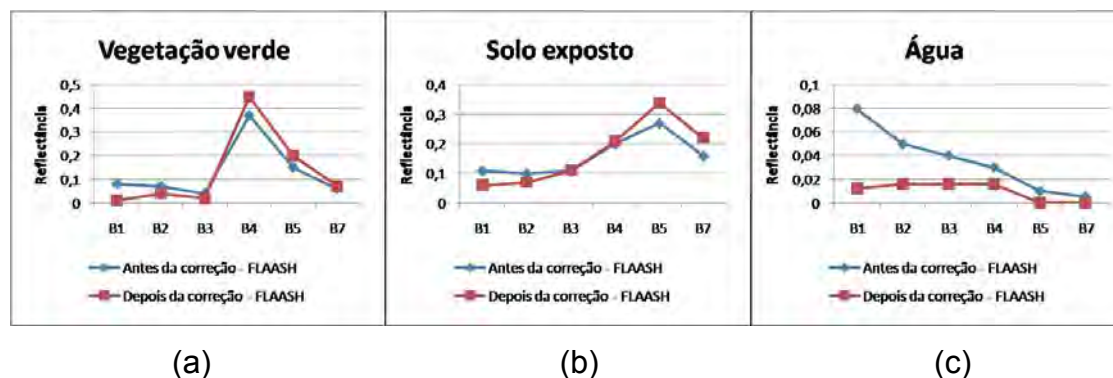 Vegetação verde
Reflectância
0,5
0,4
0,3
0,2
0,1
0
B1 B2 B3 B4 B5 B7
Antes da correção - FLAASH
Depois da correção - FLAASH
(a)
Solo exposto
Reflectância
0,4
0,3
0,2
0,1
0
B1 B2 B3 B4 B5 B7
Antes da correção - FLAASH
Depois da correção - FLAASH
(b)
Água
Reflectância
0,1
0,08
0,06
0,04
0,02
0
B1 B2 B3 B4 B5 B7
Antes da correção - FLAASH
Depois da correção - FLAASH
(c)